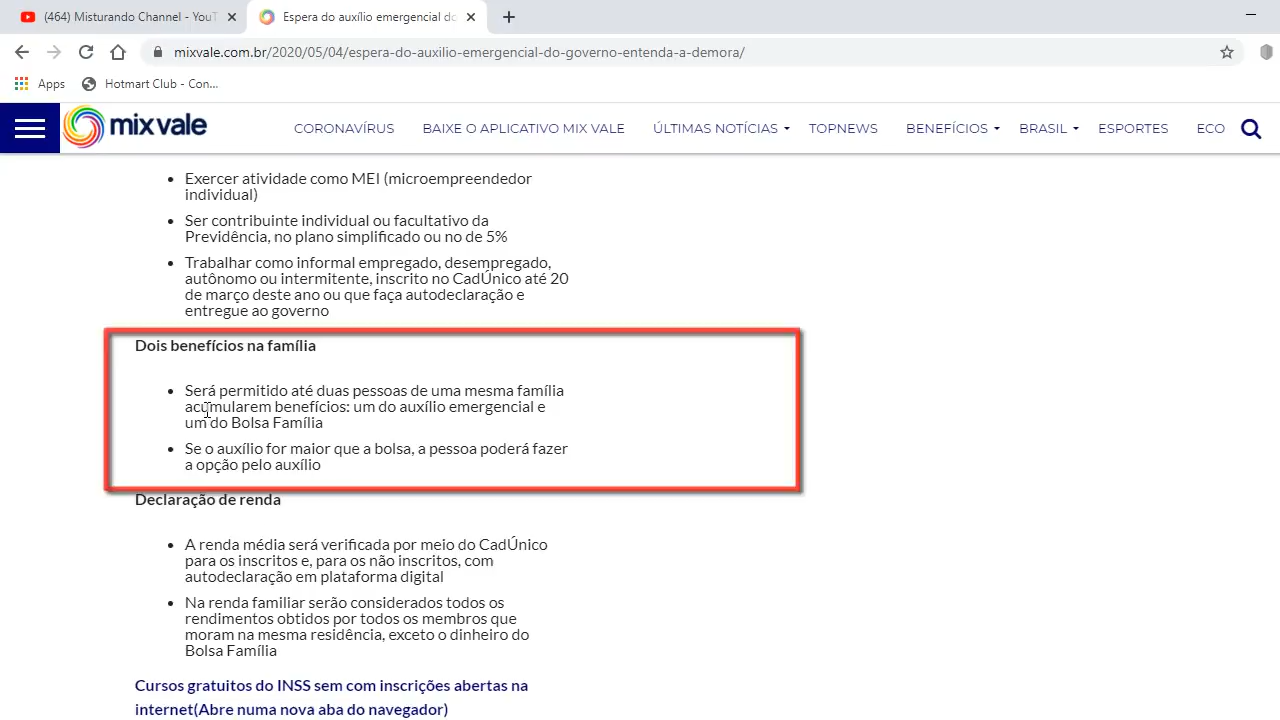 (464) Misturando Channel - YouT
Espera do auxílio emergencial do
mixvale.com.br/2020/05/04/espera-do-auxilio-emergencial-do-governo-entenda-a-demora/
Apps
Hotmart Club - Con...
mix vale
CORONAVÍRUS
BAIXE O APLICATIVO MIX VALE
ÚLTIMAS NOTÍCIAS
TOPNEWS
BENEFÍCIOS
BRASIL
ESPORTES
ECO
Exercer atividade como MEI (microempreendedor
individual)
Ser contribuinte individual ou facultativo da
Previdência, no plano simplificado ou no de 5%
Trabalhar como informal empregado, desempregado,
autônomo ou intermitente, inscrito no CadÚnico até 20
de março deste ano ou que faça autodeclaração e
entregue ao governo
Dois benefícios na família
Será permitido até duas pessoas de uma mesma família
acumularem benefícios: um do auxílio emergencial e
um do Bolsa Família
Se o auxílio for maior que a bolsa, a pessoa poderá fazer
a opção pelo auxílio
Declaração de renda
A renda média será verificada por meio do CadÚnico
para os inscritos e, para os não inscritos, com
autodeclaração em plataforma digital
Na renda familiar serão considerados todos os
rendimentos obtidos por todos os membros que
moram na mesma residência, exceto o dinheiro do
Bolsa Família
Cursos gratuitos do INSS sem com inscrições abertas na
internet(Abre numa nova aba do navegador)